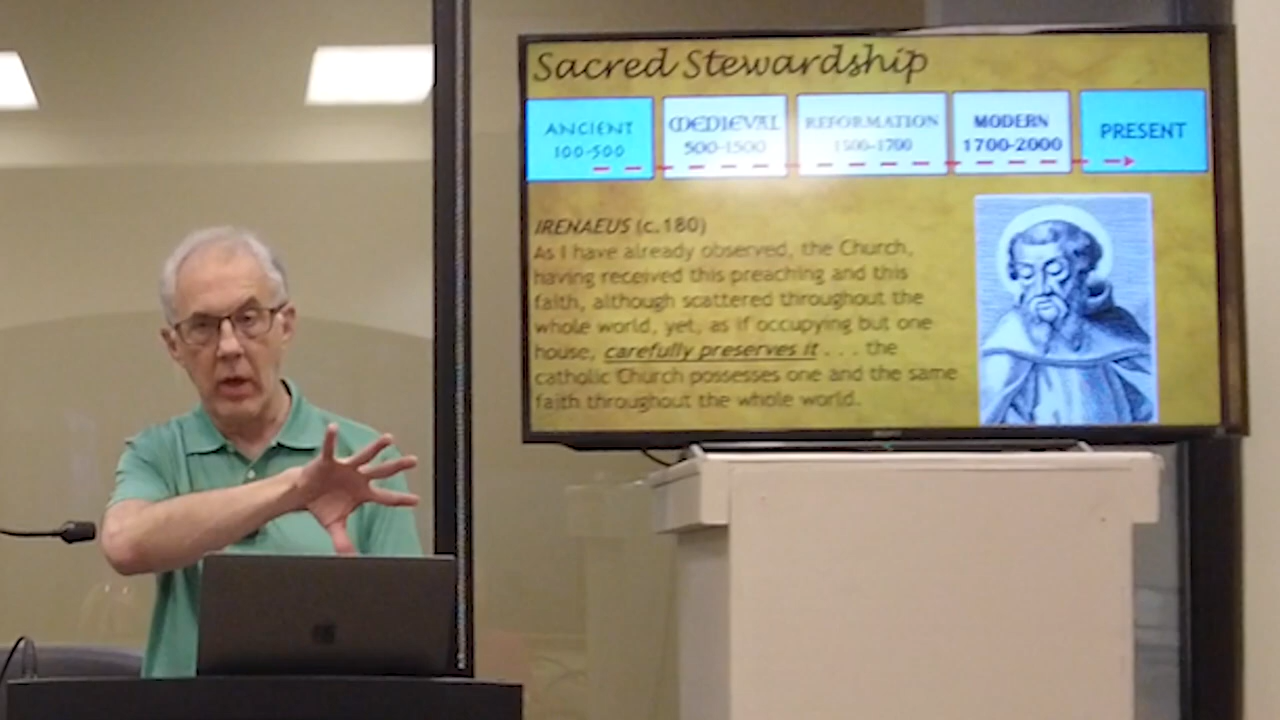 Sacred Stewardship
ANCIENT
100-500
MEDIEVAL
500-1500
REFORMATION
1500-1700
MODERN
1700-2000
PRESENT
IRENAEUS (c.180)
As I have already observed, the Church,
having received this preaching and this
faith, although scattered throughout the
whole world, yet, as if occupying but one
house, carefully preserves it . . . the
catholic Church possesses one and the same
faith throughout the whole world.